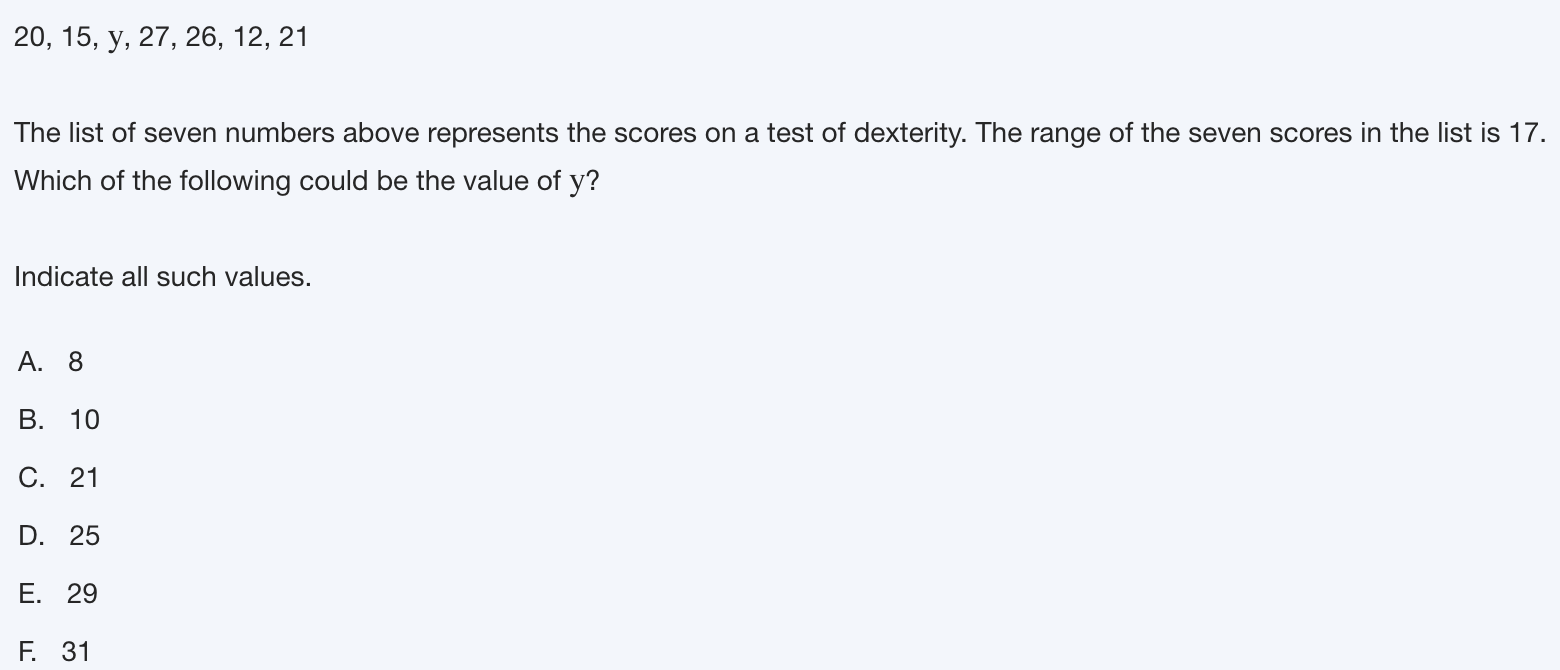 20, 15, y, 27, 26, 12, 21
The list of seven numbers above represents the scores on a test of dexterity. The range of the seven scores in the list is 17.
Which of the following could be the value of y?
Indicate all such values.
A. 8
B. 10
C. 21
D. 25
E. 29
F. 31